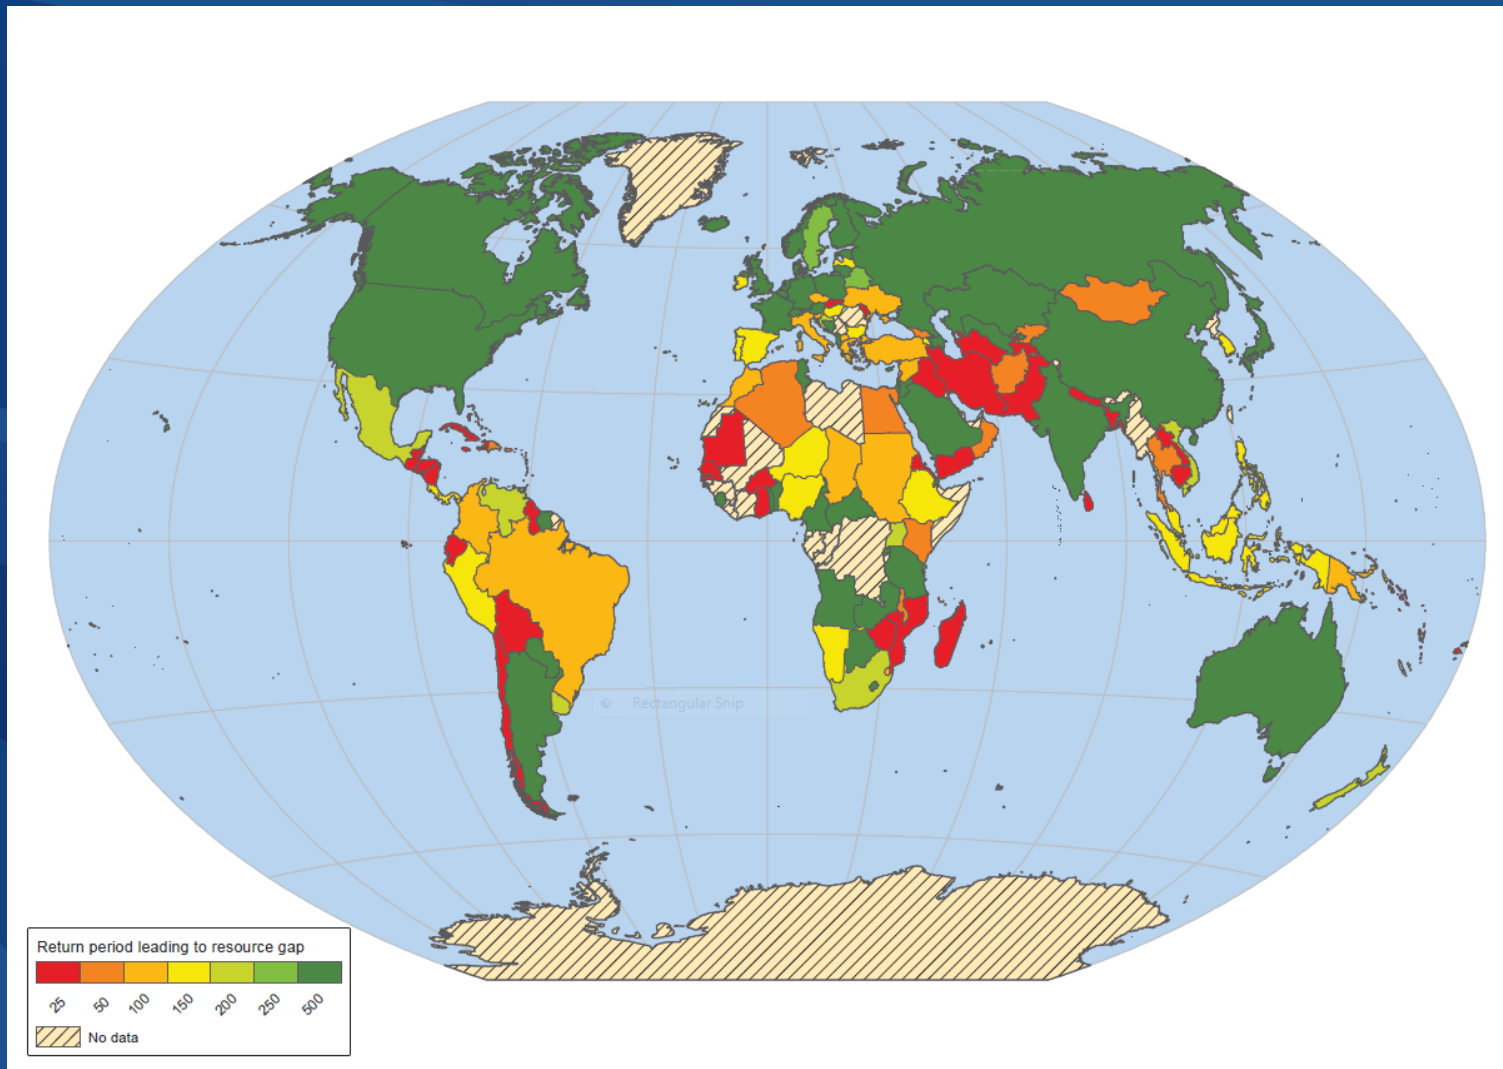 Rectangular Snip
Return period leading to resource gap
25 50 100 150 200 250 500
No data